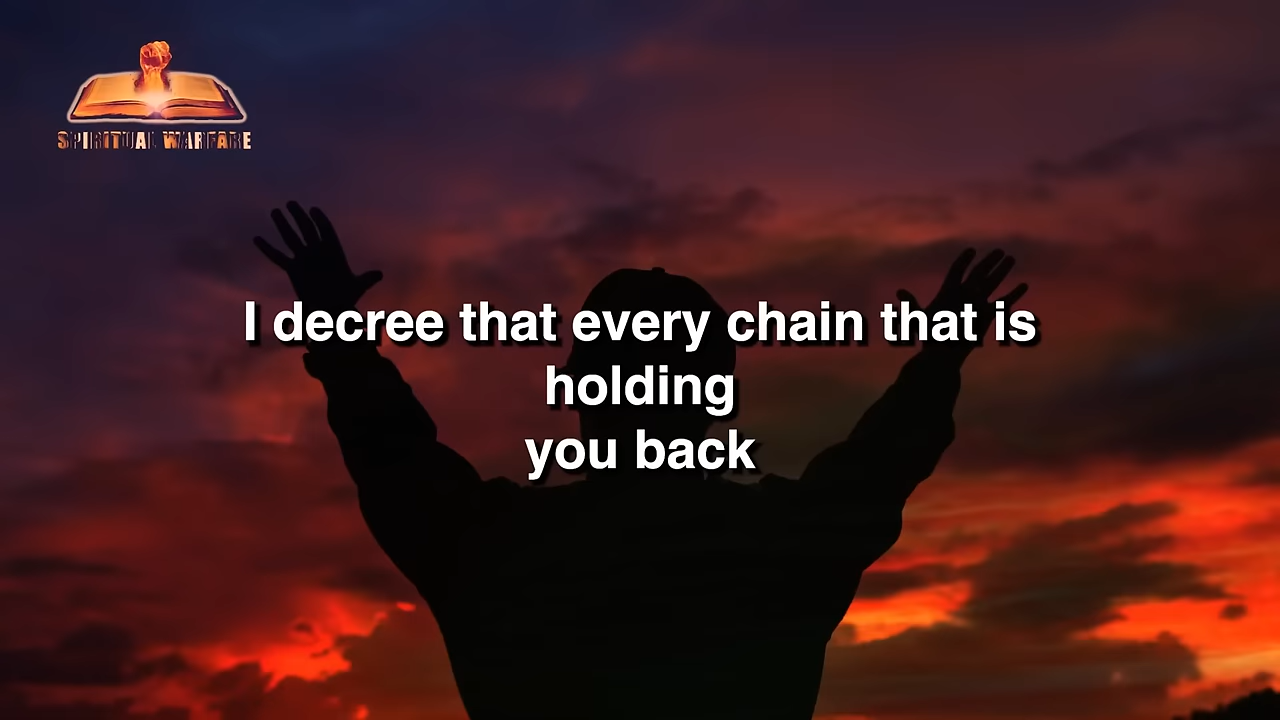 SPIRITUAL WARFARE
I decree that every chain that is
holding
you back